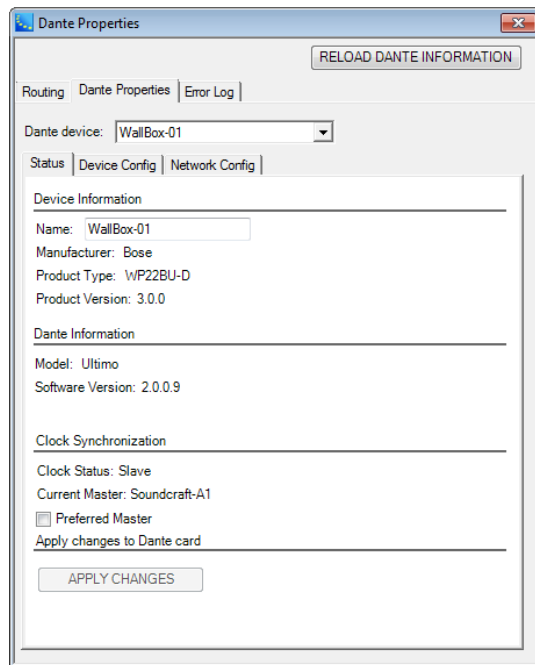 Dante Properties
RELOAD DANTE INFORMATION
Routing Dante Properties Error Log
Dante device: WallBox-01
Status Device Config Network Config
Device Information
Name: WallBox-01
Manufacturer: Bose
Product Type: WP22BU-D
Product Version: 3.0.0
Dante Information
Model: Ultimo
Software Version: 2.0.0.9
Clock Synchronization
Clock Status: Slave
Current Master: Soundcraft-A1
Preferred Master
Apply changes to Dante card
APPLY CHANGES